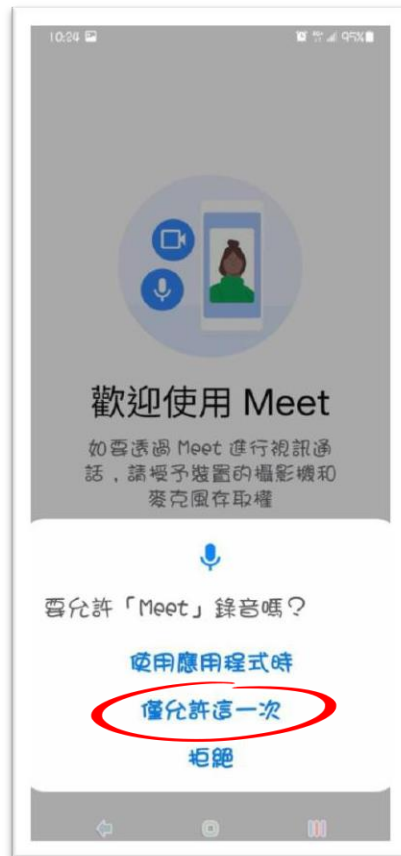 10:24
95%
歡迎使用 Meet
如要透過 Meet 進行視訊通
話，請授予裝置的攝影機和
麥克風存取權
要允許「Meet」錄音嗎？
使用應用程式時
僅允許這一次
拒絕